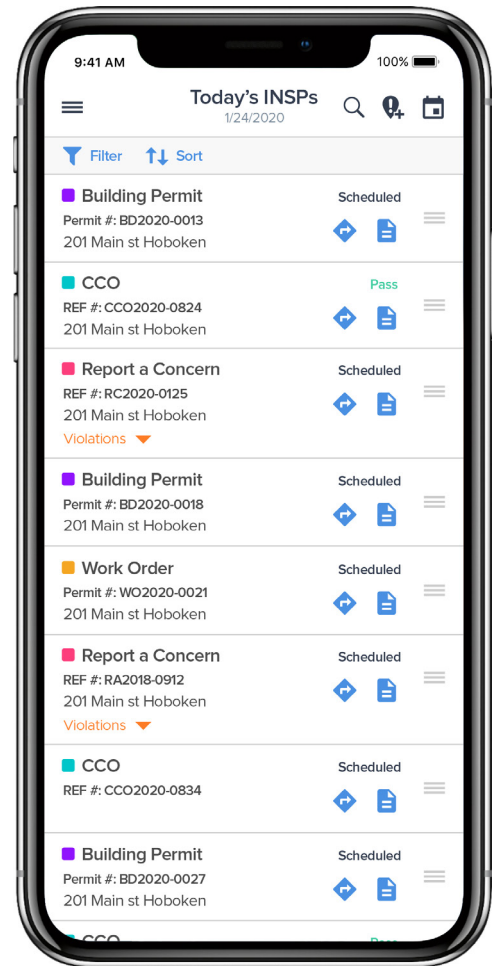 9:41 AM 100%
Today's INSPs
1/24/2020
Filter Sort
Building Permit Scheduled
Permit #: BD2020-0013
201 Main st Hoboken
CCO Pass
REF #: CCO2020-0824
201 Main st Hoboken
Report a Concern Scheduled
REF #: RC2020-0125
201 Main st Hoboken
Violations
Building Permit Scheduled
Permit #: BD2020-0018
201 Main st Hoboken
Work Order Scheduled
Permit #: WO2020-0021
201 Main st Hoboken
Report a Concern Scheduled
REF #: RA2018-0912
201 Main st Hoboken
Violations
CCO Scheduled
REF #: CCO2020-0834
Building Permit Scheduled
Permit #: BD2020-0027
201 Main st Hoboken
CCO Pass